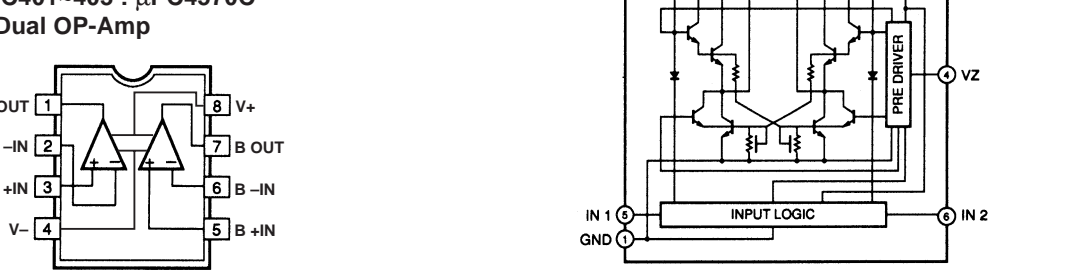 Dual OP-Amp
OUT 1 8 V+
–IN 2 7 B OUT
+IN 3 6 B –IN
V– 4 5 B +IN
PRE DRIVER
4 VZ
IN 1 5 INPUT LOGIC 6 IN 2
GND 1